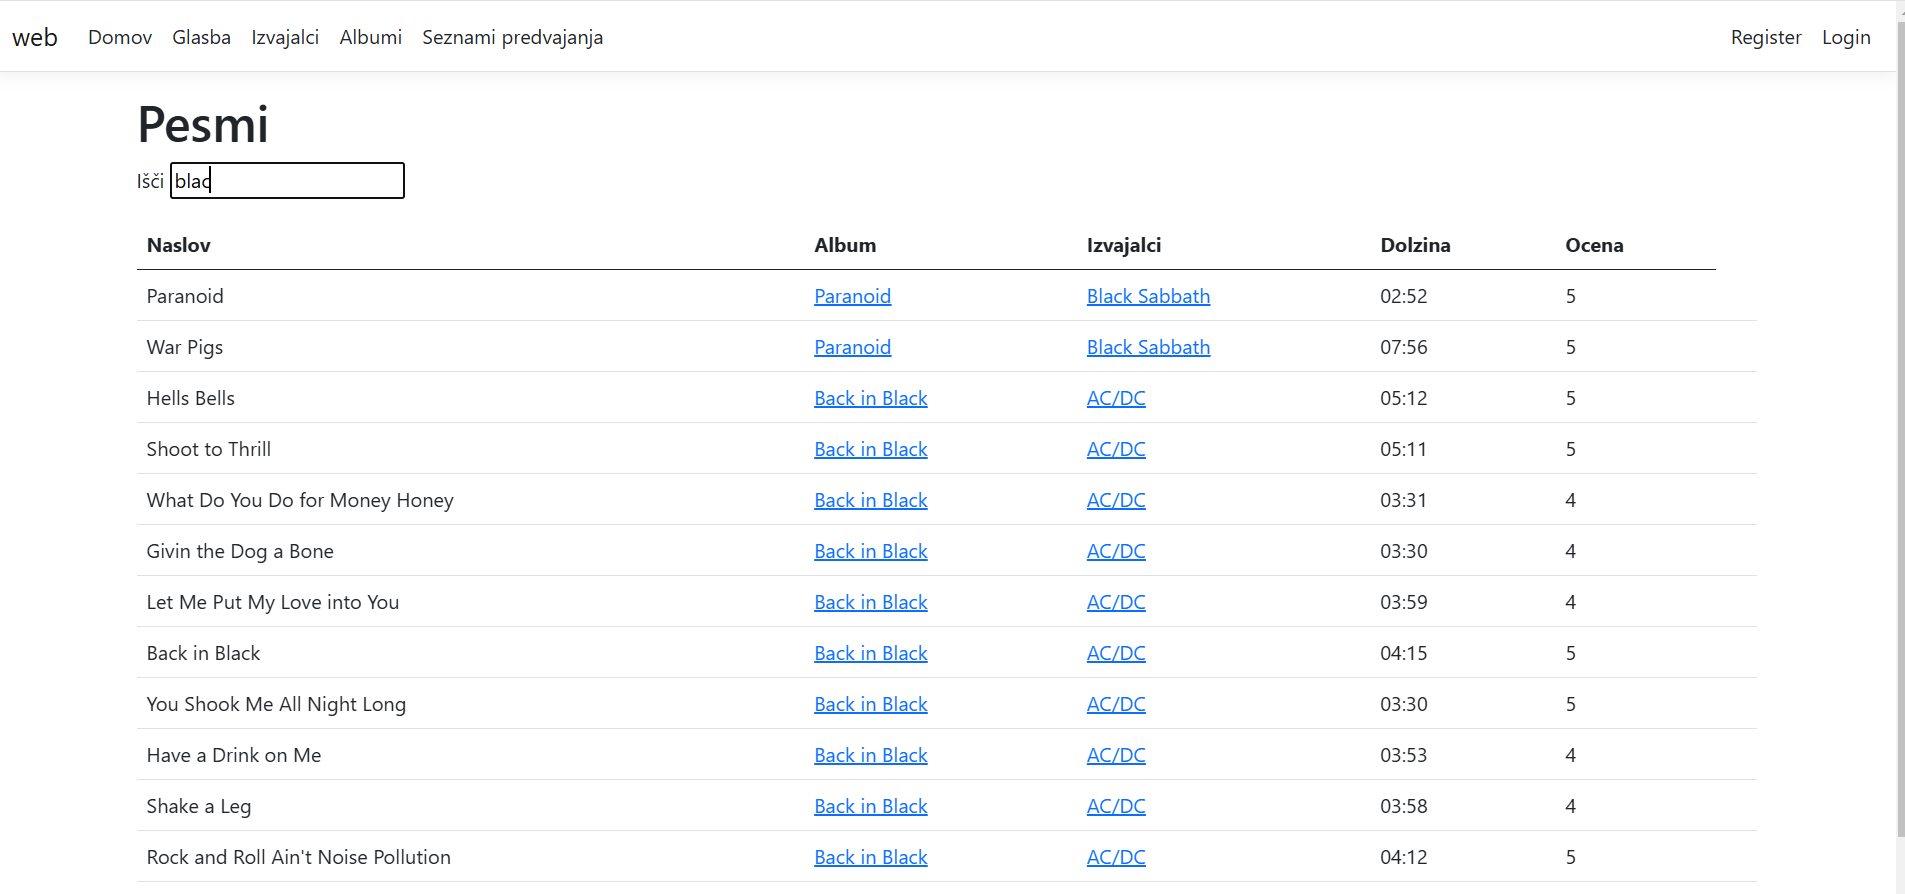 web Domov Glasba Izvajalci Albumi Seznami predvajanja Register Login
Pesmi
Išči blac
Naslov Album Izvajalci Dolzina Ocena
Paranoid Paranoid Black Sabbath 02:52 5
War Pigs Paranoid Black Sabbath 07:56 5
Hells Bells Back in Black AC/DC 05:12 5
Shoot to Thrill Back in Black AC/DC 05:11 5
What Do You Do for Money Honey Back in Black AC/DC 03:31 4
Givin the Dog a Bone Back in Black AC/DC 03:30 4
Let Me Put My Love into You Back in Black AC/DC 03:59 4
Back in Black Back in Black AC/DC 04:15 5
You Shook Me All Night Long Back in Black AC/DC 03:30 5
Have a Drink on Me Back in Black AC/DC 03:53 4
Shake a Leg Back in Black AC/DC 03:58 4
Rock and Roll Ain't Noise Pollution Back in Black AC/DC 04:12 5